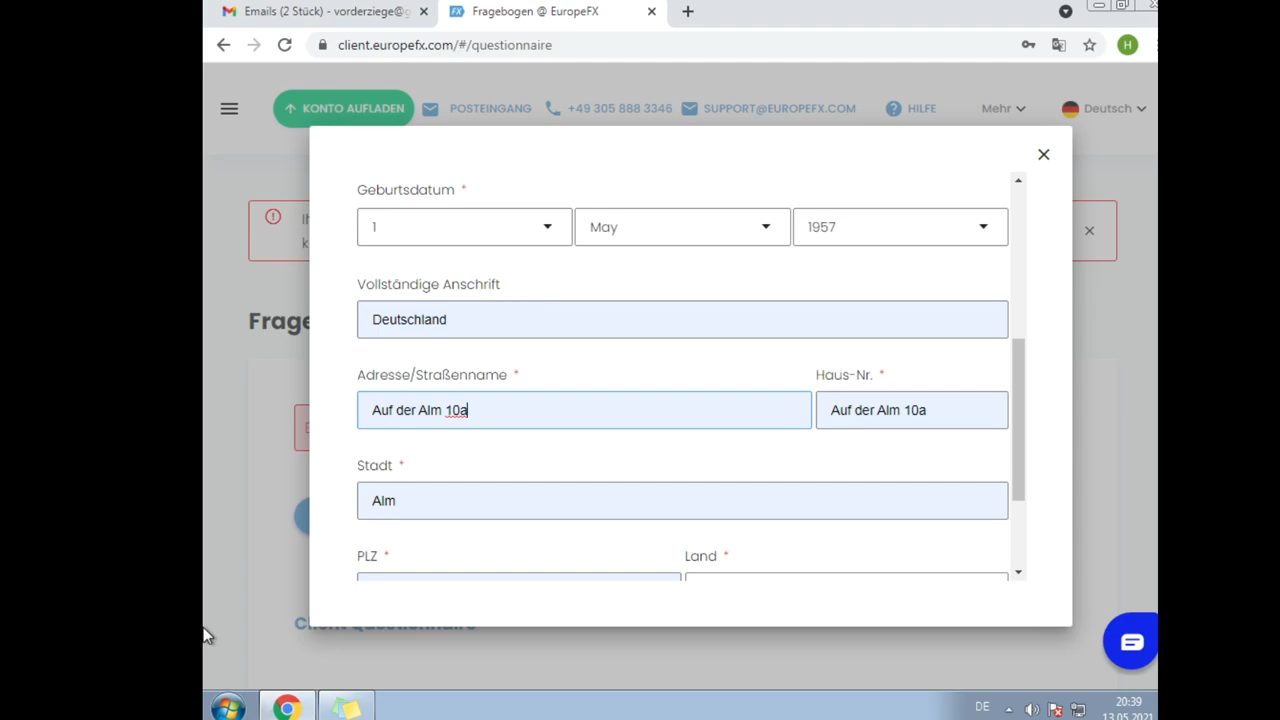 Emails (2 Stück) - vorderziege@g
Fragebogen @ EuropeFX
client.europefx.com/#/questionnaire
H
KONTO AUFLADEN
POSTEINGANG
+49 305 888 3346
SUPPORT@EUROPEFX.COM
HILFE
Mehr
Deutsch
Geburtsdatum *
1
May
1957
Vollständige Anschrift
Deutschland
Frage
Adresse/Straßenname *
Haus-Nr. *
Auf der Alm 10a
Auf der Alm 10a
Stadt *
Alm
PLZ *
Land *
Client Questionnaire
DE
20:39
13.05.2021